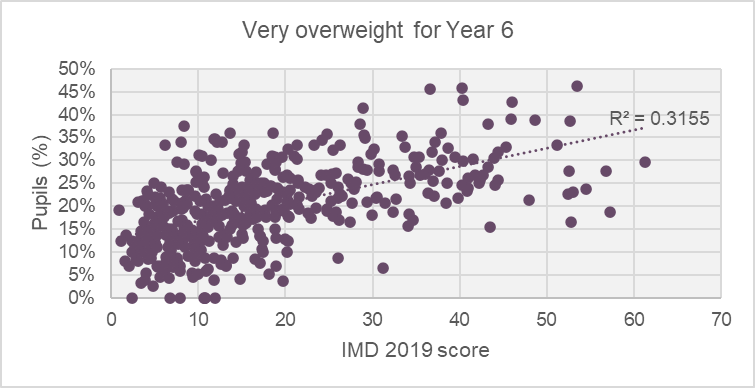 Very overweight for Year 6
50%
45%
40%
35%
30%
25%
20%
15%
10%
5%
0%
Pupils (%)
R² = 0.3155
0 10 20 30 40 50 60 70
IMD 2019 score